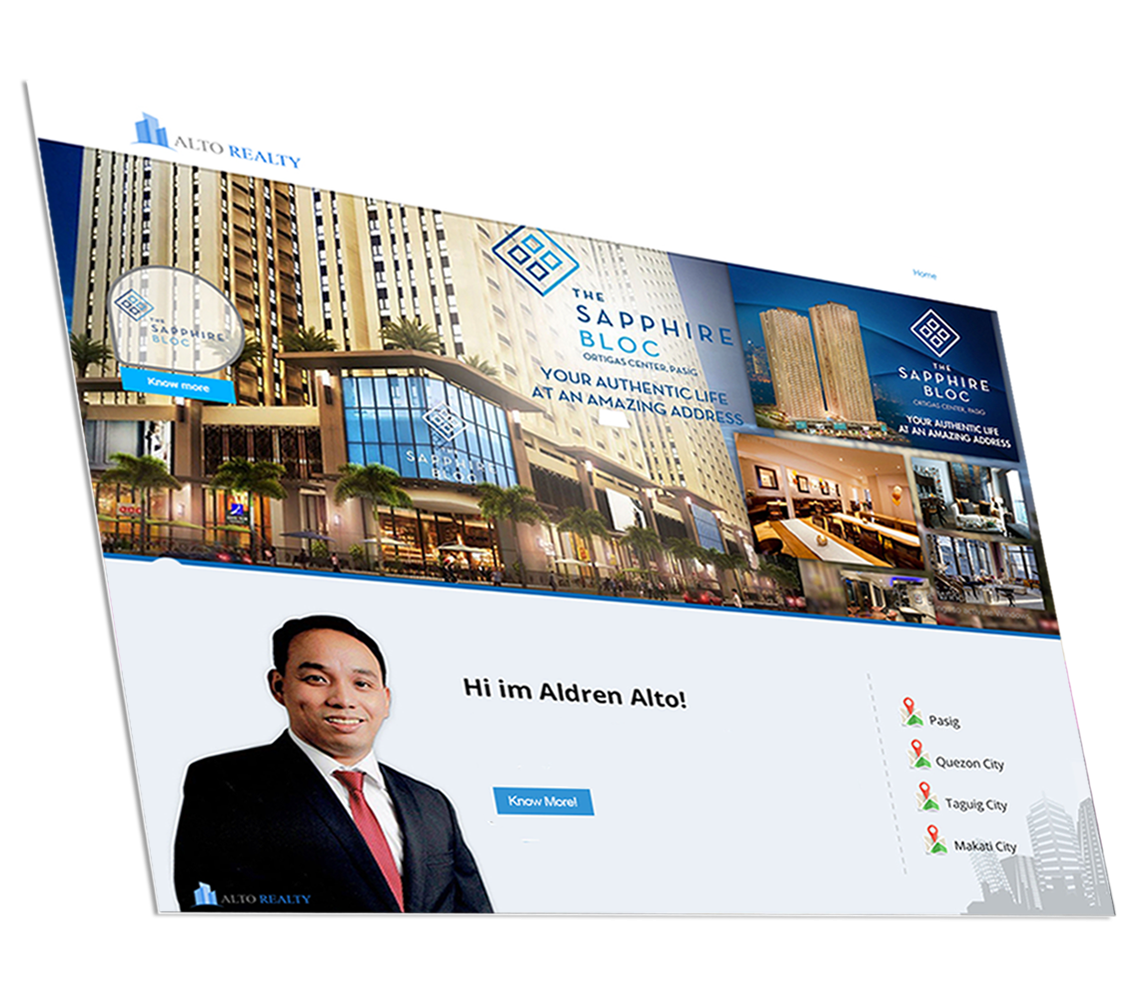 ALTO REALTY
Home
THE
SAPPHIRE
BLOC
Know more
THE
SAPPHIRE
BLOC
ORTIGAS CENTER, PASIG
YOUR AUTHENTIC LIFE
AT AN AMAZING ADDRESS
THE
SAPPHIRE
BLOC
ORTIGAS CENTER, PASIG
YOUR AUTHENTIC LIFE
AT AN AMAZING ADDRESS
THE
SAPPHIRE
BLOC
Hi im Aldren Alto!
Know More!
Pasig
Quezon City
Taguig City
Makati City
ALTO REALTY